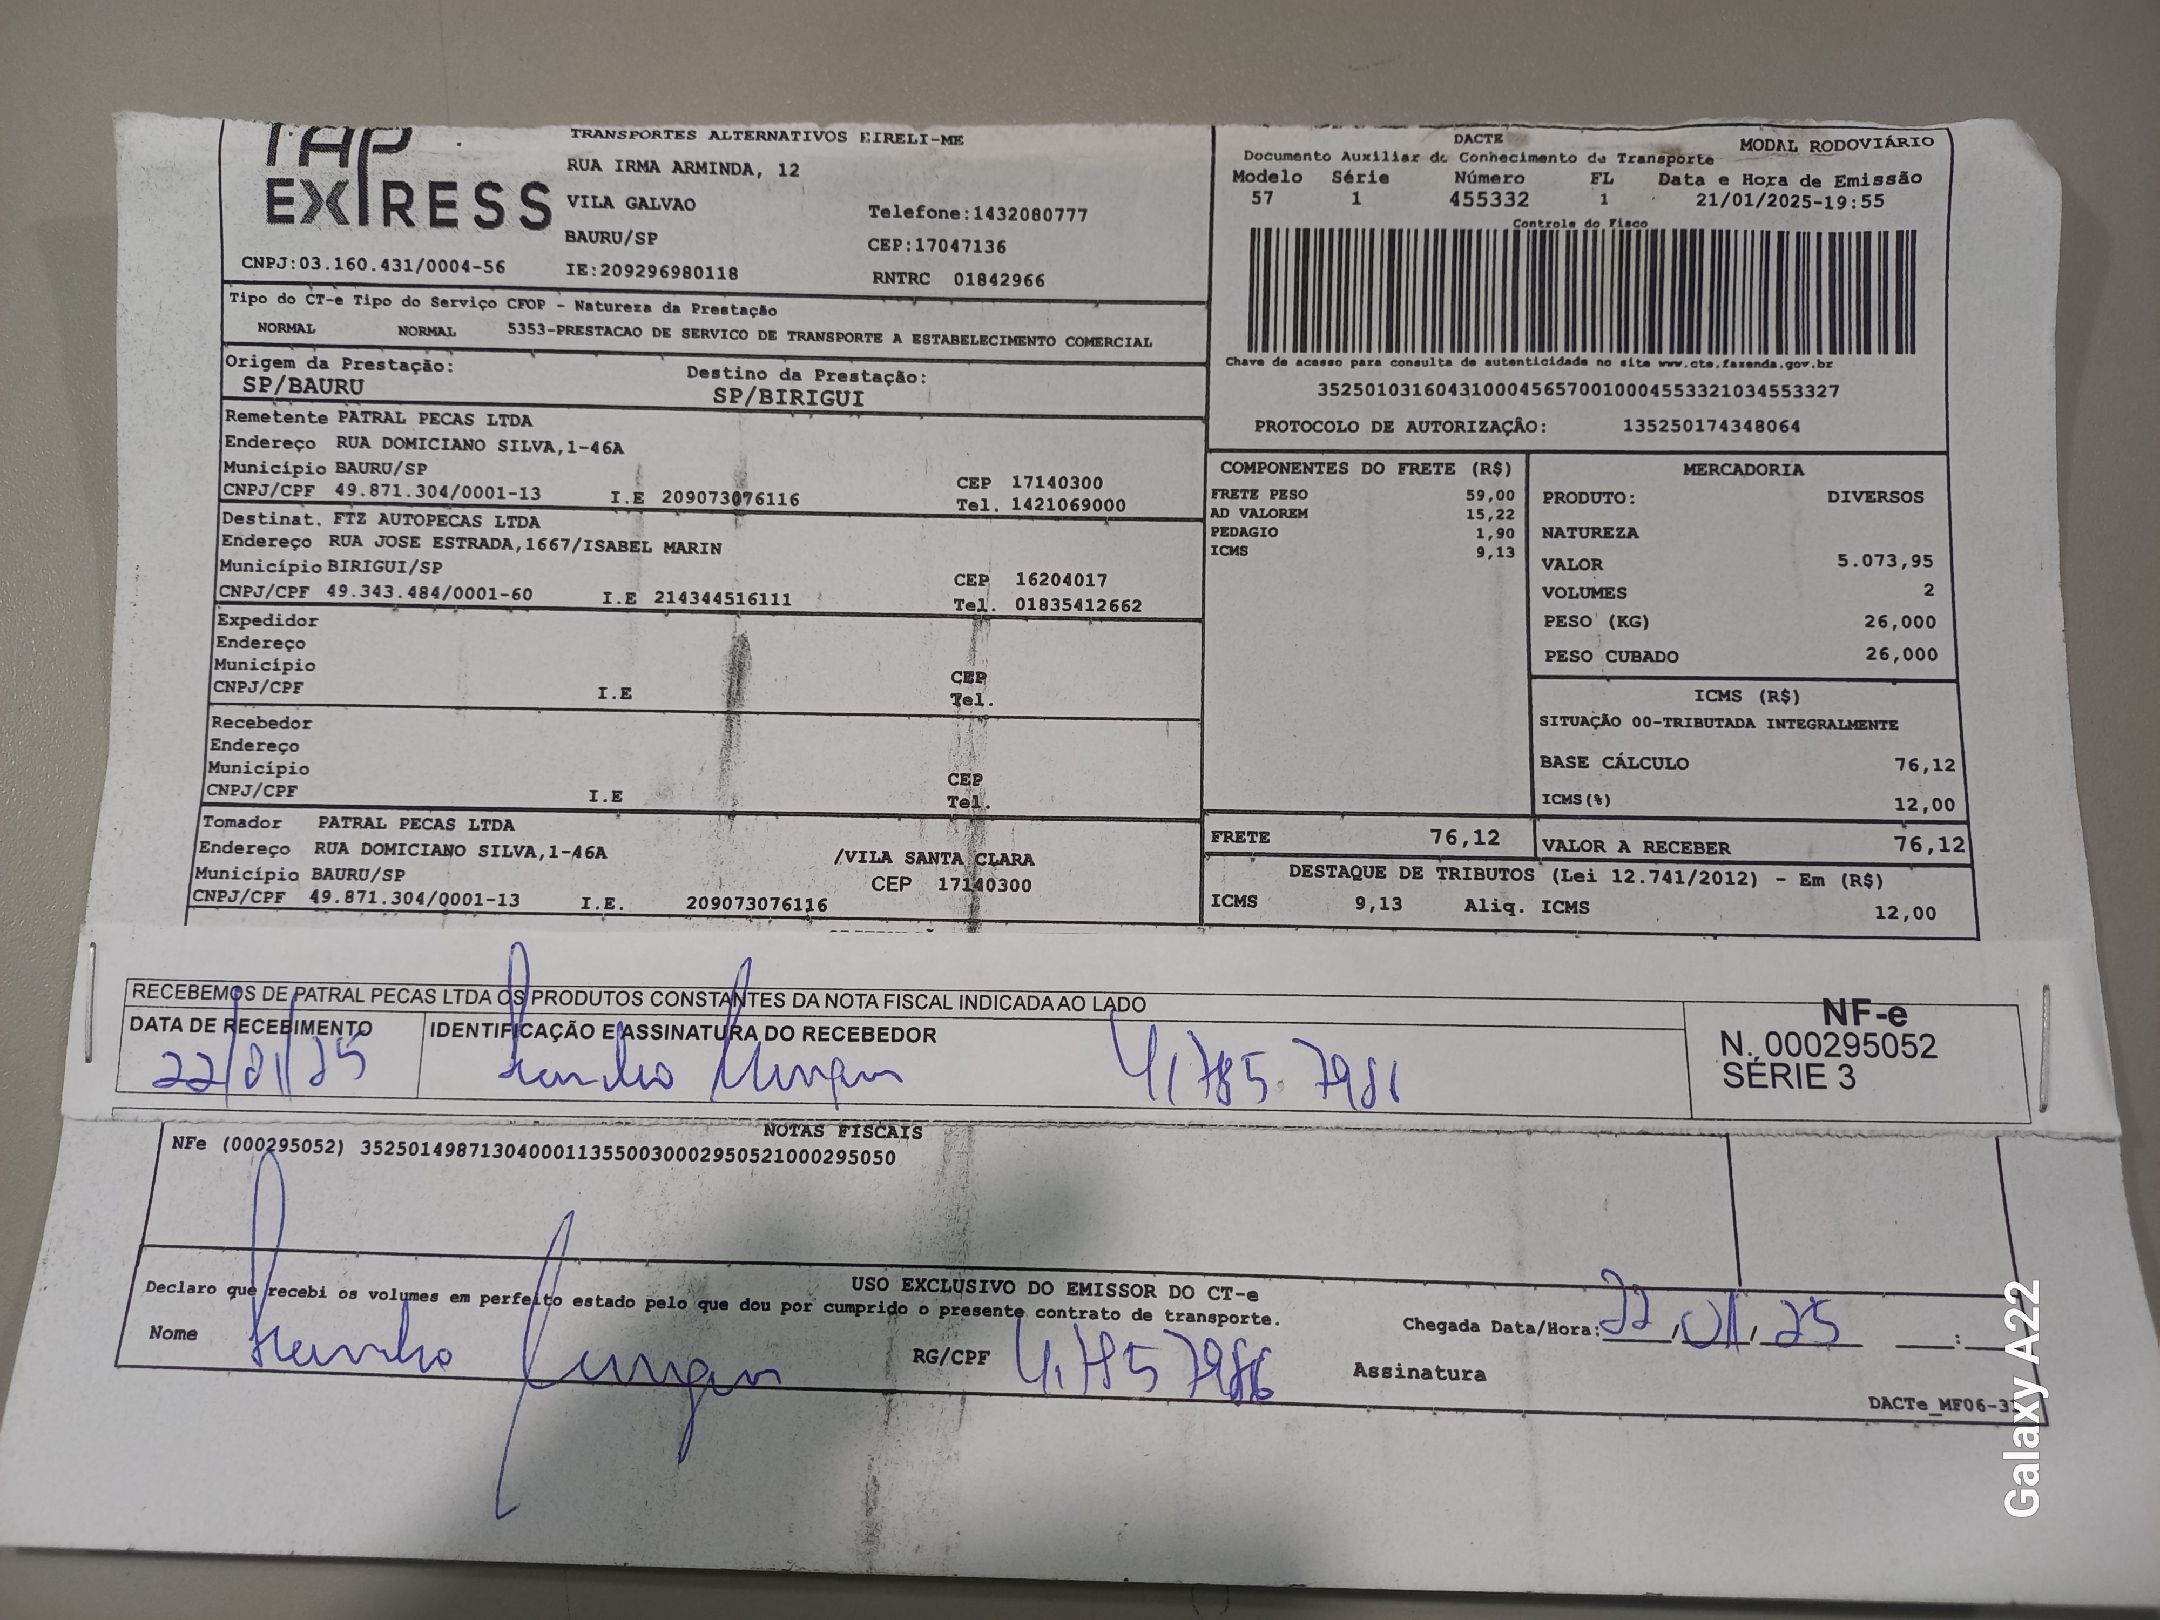 TAP
EXPRESS
TRANSPORTES ALTERNATIVOS EIRELI-ME
RUA IRMA ARMINDA, 12
VILA GALVAO
Telefone:1432080777
BAURU/SP
CEP:17047136
CNPJ:03.160.431/0004-56
IE:209296980118
RNTRC 01842966
DACTE
MODAL RODOVIÁRIO
Documento Auxiliar do Conhecimento de Transporte
Modelo Série Número FL Data e Hora de Emissão
57 1 455332 1 21/01/2025-19:55
Controle do Fisco
Chave de acesso para consulta de autenticidade no site www.cte.fazenda.gov.br
35250103160431000456570010004553321034553327
PROTOCOLO DE AUTORIZAÇÃO: 135250174348064
Tipo do CT-e Tipo do Serviço CFOP - Natureza da Prestação
NORMAL NORMAL 5353-PRESTACAO DE SERVICO DE TRANSPORTE A ESTABELECIMENTO COMERCIAL
Origem da Prestação: Destino da Prestação:
SP/BAURU SP/BIRIGUI
Remetente PATRAL PECAS LTDA
Endereço RUA DOMICIANO SILVA,1-46A
Município BAURU/SP CEP 17140300
CNPJ/CPF 49.871.304/0001-13 I.E 209073076116 Tel. 1421069000
Destinat. FTZ AUTOPECAS LTDA
Endereço RUA JOSE ESTRADA,1667/ISABEL MARIN
Município BIRIGUI/SP CEP 16204017
CNPJ/CPF 49.343.484/0001-60 I.E 214344516111 Tel. 01835412662
Expedidor
Endereço
Município CEP
CNPJ/CPF I.E Tel.
Recebedor
Endereço
Município CEP
CNPJ/CPF I.E Tel.
Tomador PATRAL PECAS LTDA
Endereço RUA DOMICIANO SILVA,1-46A /VILA SANTA CLARA
Município BAURU/SP CEP 17140300
CNPJ/CPF 49.871.304/0001-13 I.E. 209073076116
COMPONENTES DO FRETE (R$)
FRETE PESO 59,00
AD VALOREM 15,22
PEDAGIO 1,90
ICMS 9,13
MERCADORIA
PRODUTO: DIVERSOS
NATUREZA
VALOR 5.073,95
VOLUMES 2
PESO (KG) 26,000
PESO CUBADO 26,000
ICMS (R$)
SITUAÇÃO 00-TRIBUTADA INTEGRALMENTE
BASE CÁLCULO 76,12
ICMS(%) 12,00
FRETE 76,12 VALOR A RECEBER 76,12
DESTAQUE DE TRIBUTOS (Lei 12.741/2012) - Em (R$)
ICMS 9,13 Aliq. ICMS 12,00
RECEBEMOS DE PATRAL PECAS LTDA OS PRODUTOS CONSTANTES DA NOTA FISCAL INDICADA AO LADO
DATA DE RECEBIMENTO IDENTIFICAÇÃO E ASSINATURA DO RECEBEDOR
22/01/25
NF-e
N. 000295052
SÉRIE 3
NOTAS FISCAIS
NFe (000295052) 35250149871304000113550030002950521000295050
USO EXCLUSIVO DO EMISSOR DO CT-e
Declaro que recebi os volumes em perfeito estado pelo que dou por cumprido o presente contrato de transporte.
Chegada Data/Hora: 22/01/25 :
Nome RG/CPF Assinatura
Galaxy A22